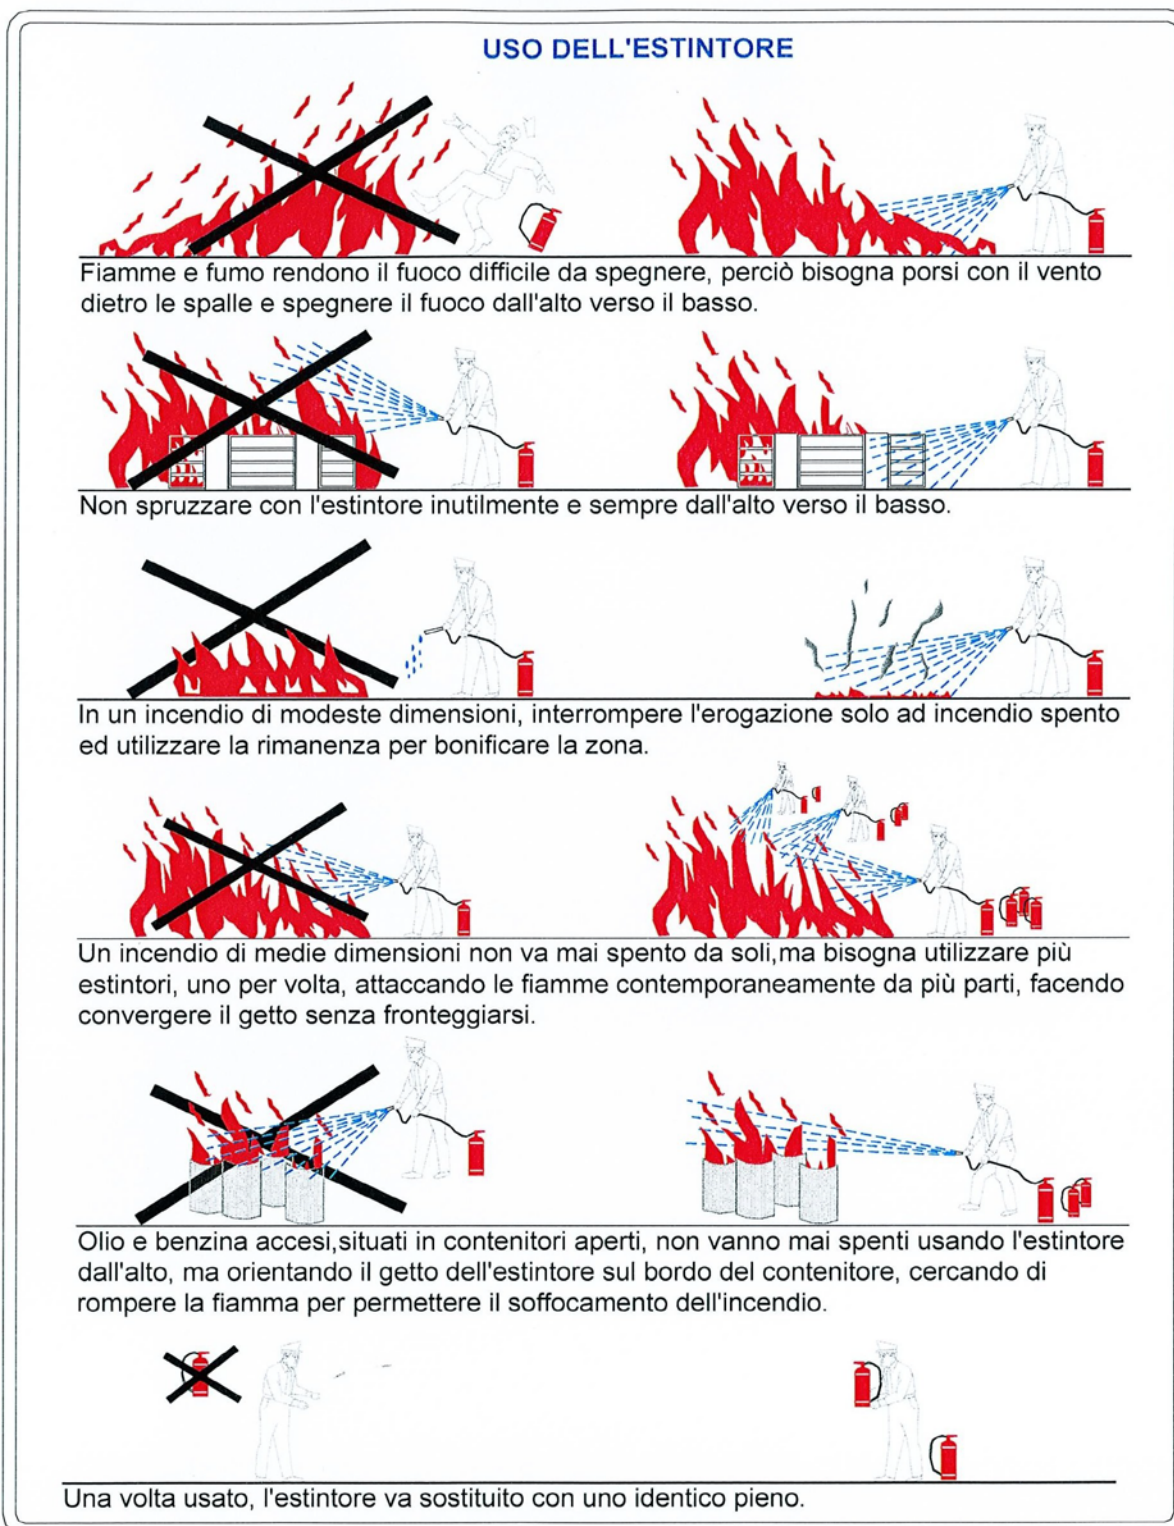 USO DELL'ESTINTORE
Fiamme e fumo rendono il fuoco difficile da spegnere, perciò bisogna porsi con il vento
dietro le spalle e spegnere il fuoco dall'alto verso il basso.
Non spruzzare con l'estintore inutilmente e sempre dall'alto verso il basso.
In un incendio di modeste dimensioni, interrompere l'erogazione solo ad incendio spento
ed utilizzare la rimanenza per bonificare la zona.
Un incendio di medie dimensioni non va mai spento da soli,ma bisogna utilizzare più
estintori, uno per volta, attaccando le fiamme contemporaneamente da più parti, facendo
convergere il getto senza fronteggiarsi.
Olio e benzina accesi,situati in contenitori aperti, non vanno mai spenti usando l'estintore
dall'alto, ma orientando il getto dell'estintore sul bordo del contenitore, cercando di
rompere la fiamma per permettere il soffocamento dell'incendio.
Una volta usato, l'estintore va sostituito con uno identico pieno.